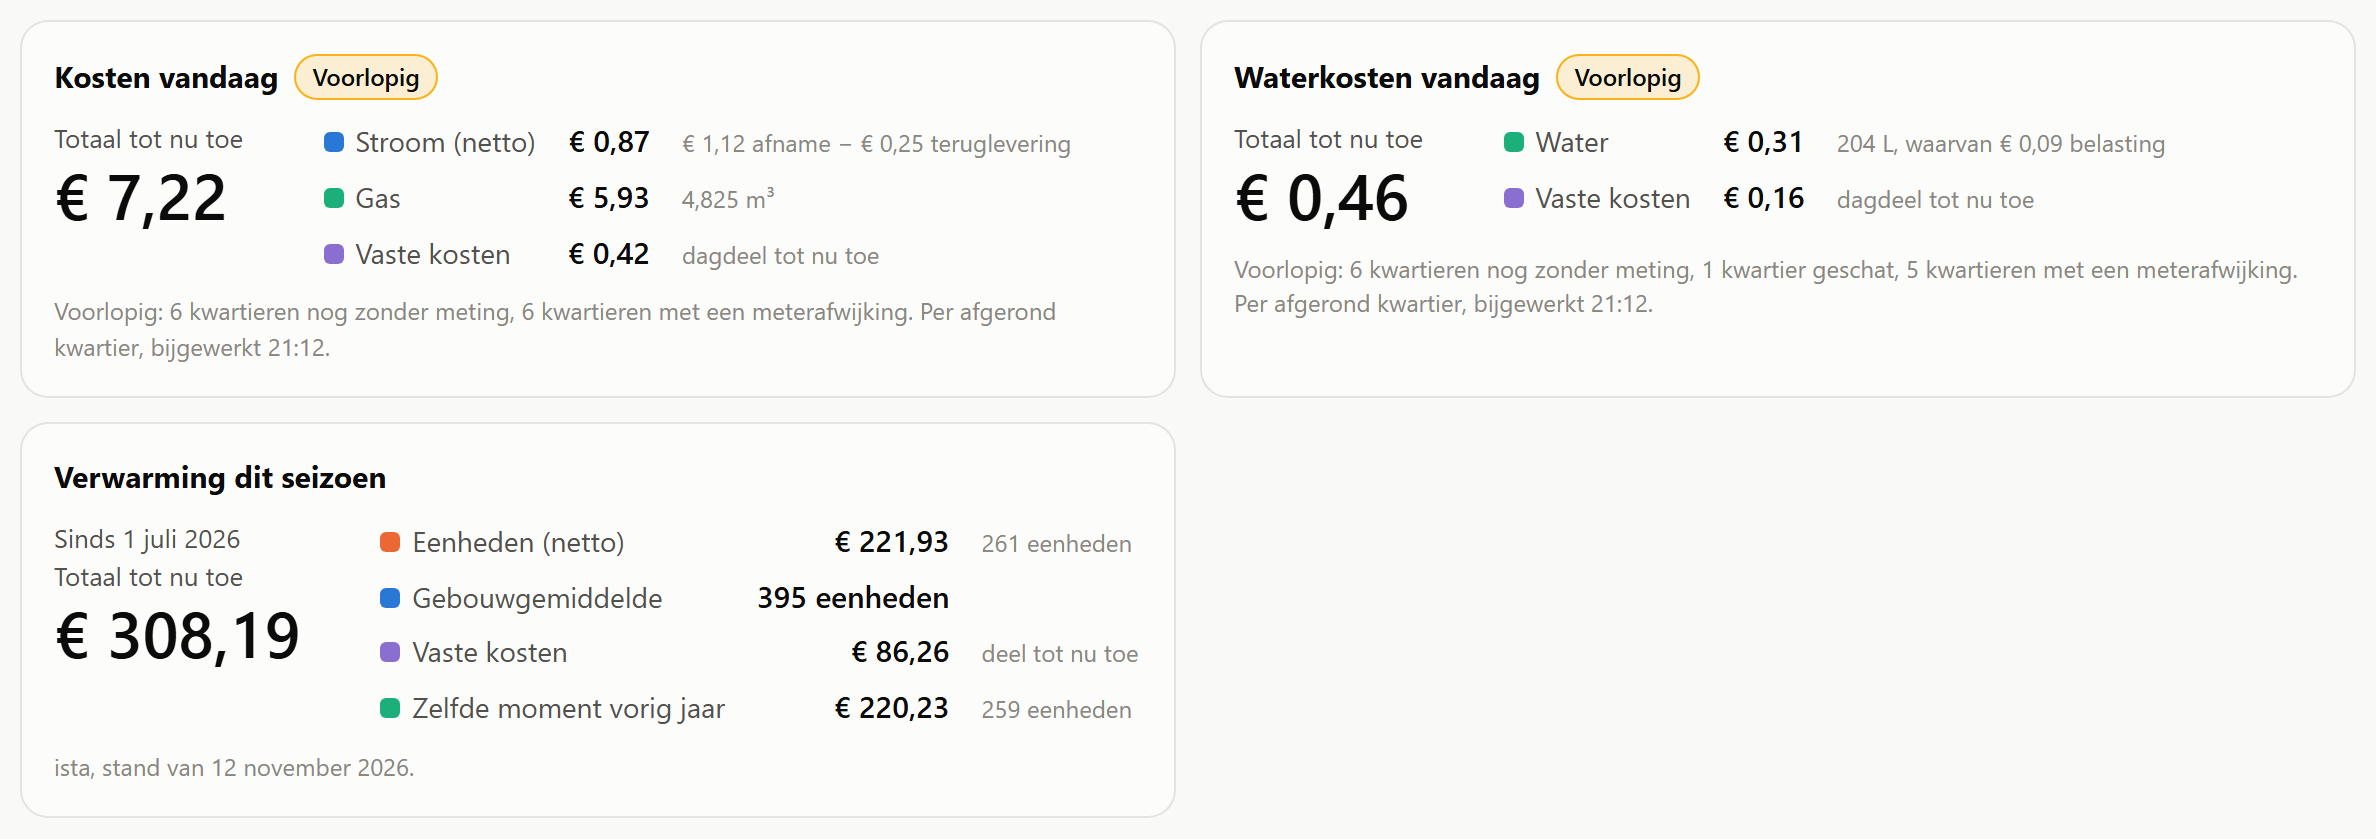 Kosten vandaag Voorlopig
Totaal tot nu toe
€ 7,22
Stroom (netto) € 0,87 € 1,12 afname − € 0,25 teruglevering
Gas € 5,93 4,825 m³
Vaste kosten € 0,42 dagdeel tot nu toe
Voorlopig: 6 kwartieren nog zonder meting, 6 kwartieren met een meterafwijking. Per afgerond
kwartier, bijgewerkt 21:12.
Waterkosten vandaag Voorlopig
Totaal tot nu toe
€ 0,46
Water € 0,31 204 L, waarvan € 0,09 belasting
Vaste kosten € 0,16 dagdeel tot nu toe
Voorlopig: 6 kwartieren nog zonder meting, 1 kwartier geschat, 5 kwartieren met een meterafwijking.
Per afgerond kwartier, bijgewerkt 21:12.
Verwarming dit seizoen
Sinds 1 juli 2026
Totaal tot nu toe
€ 308,19
Eenheden (netto) € 221,93 261 eenheden
Gebouwgemiddelde 395 eenheden
Vaste kosten € 86,26 deel tot nu toe
Zelfde moment vorig jaar € 220,23 259 eenheden
ista, stand van 12 november 2026.